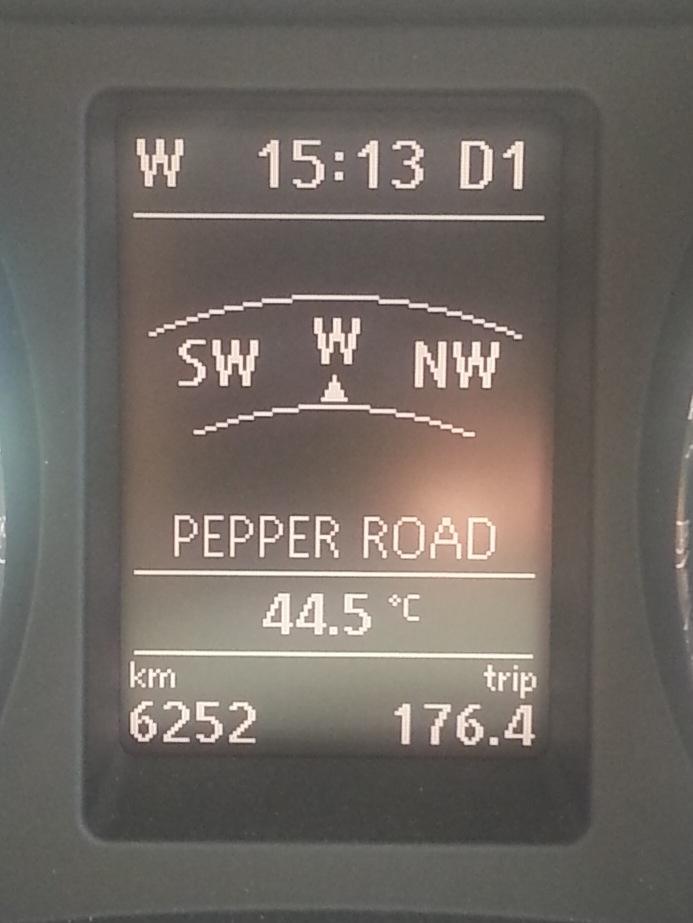 W 15:13 D1
SW W NW
PEPPER ROAD
44.5 °C
km trip
6252 176.4